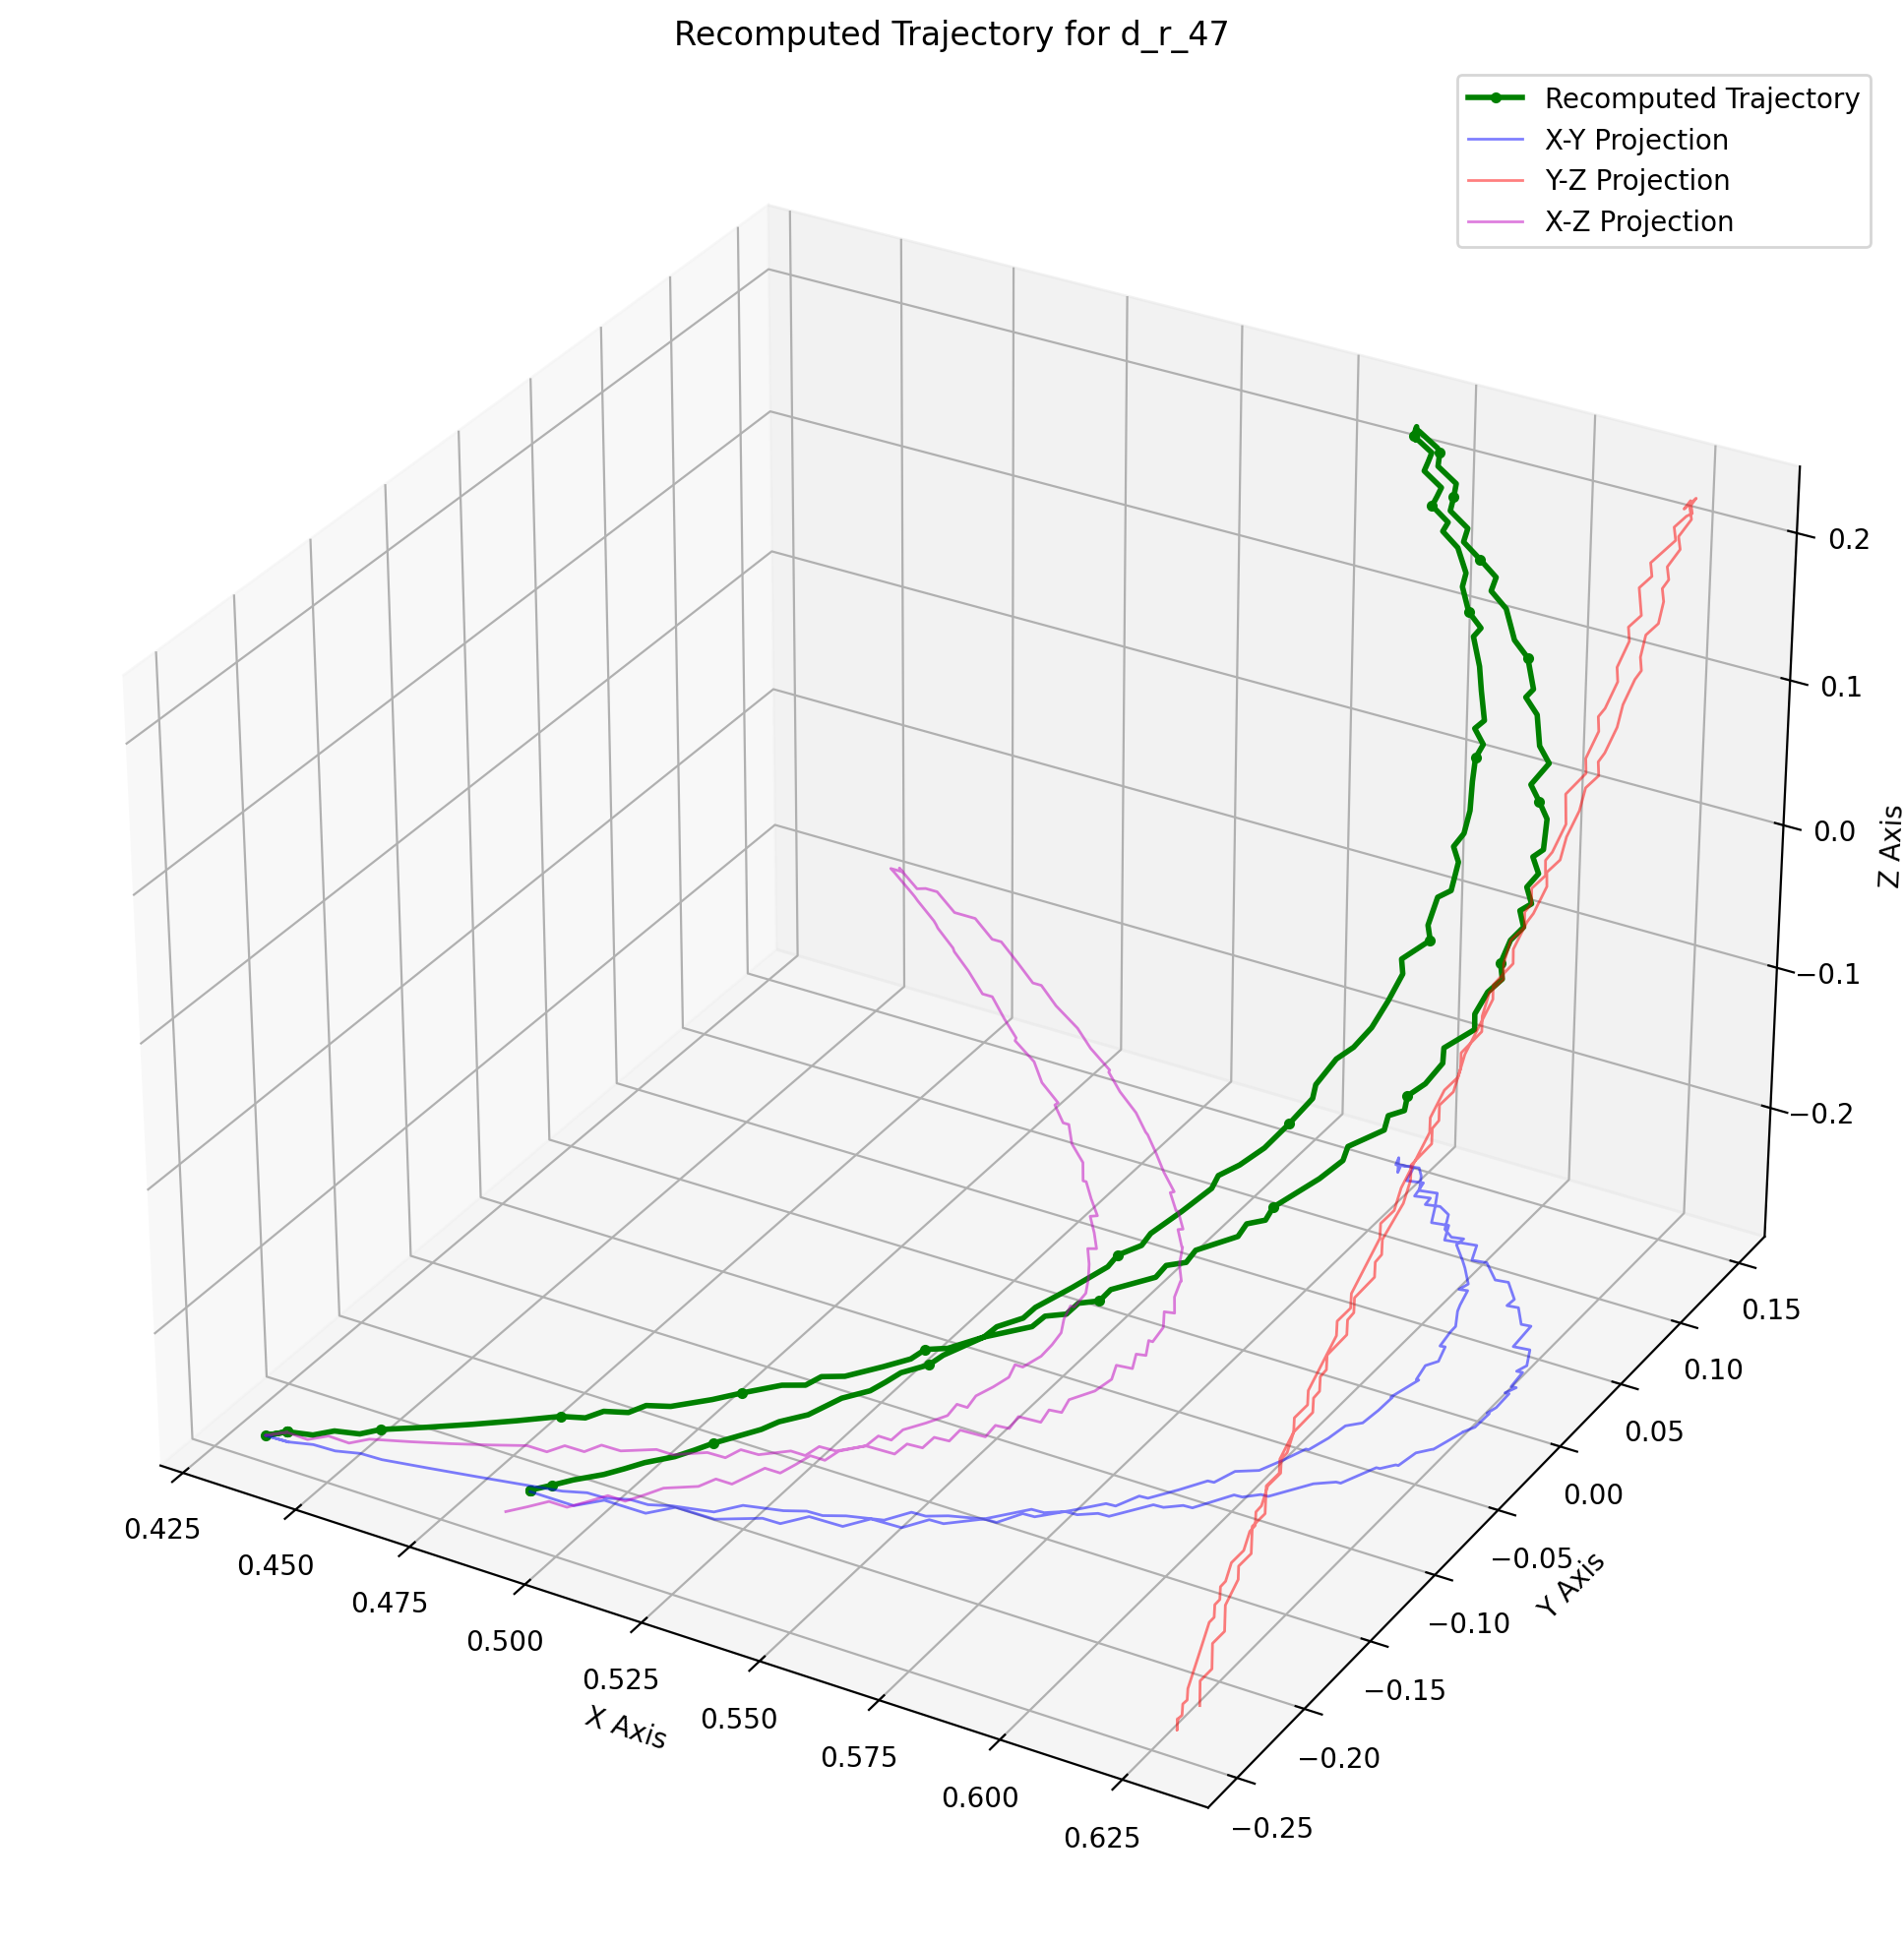 Recomputed Trajectory for d_r_47
Recomputed Trajectory
X-Y Projection
Y-Z Projection
X-Z Projection
0.2
0.1
0.0
−0.1
−0.2
Z Axis
0.15
0.10
0.05
0.00
−0.05
−0.10
−0.15
−0.20
−0.25
Y Axis
0.425
0.450
0.475
0.500
0.525
0.550
0.575
0.600
0.625
X Axis